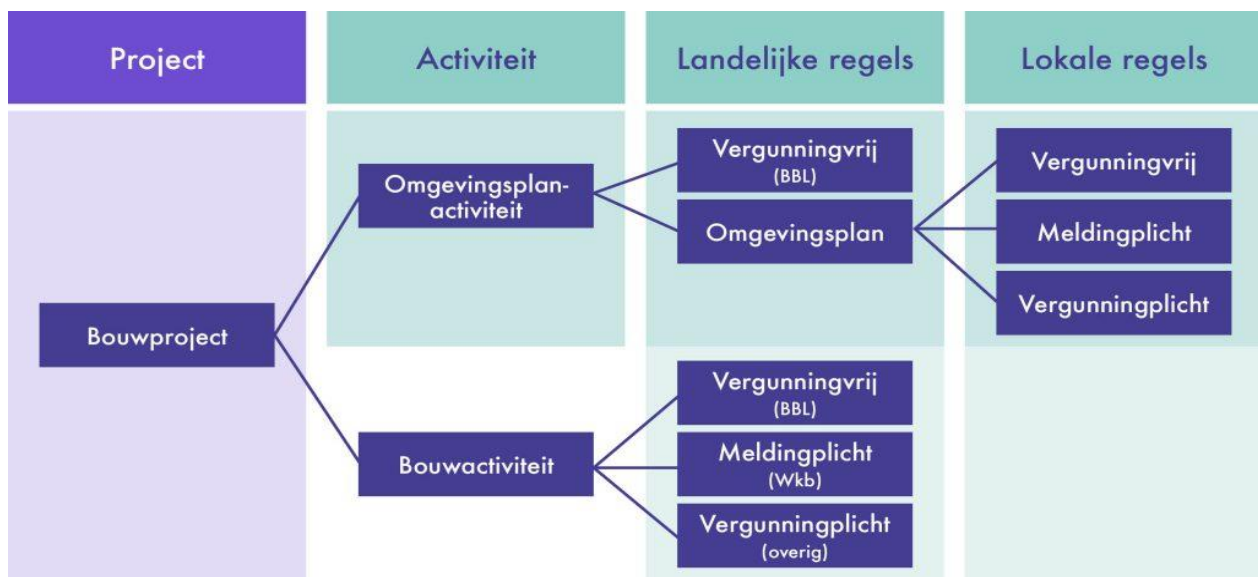 Project
Activiteit
Landelijke regels
Lokale regels
Bouwproject
Omgevingsplan-
activiteit
Vergunningvrij
(BBL)
Omgevingsplan
Vergunningvrij
Meldingplicht
Vergunningplicht
Bouwactiviteit
Vergunningvrij
(BBL)
Meldingplicht
(Wkb)
Vergunningplicht
(overig)